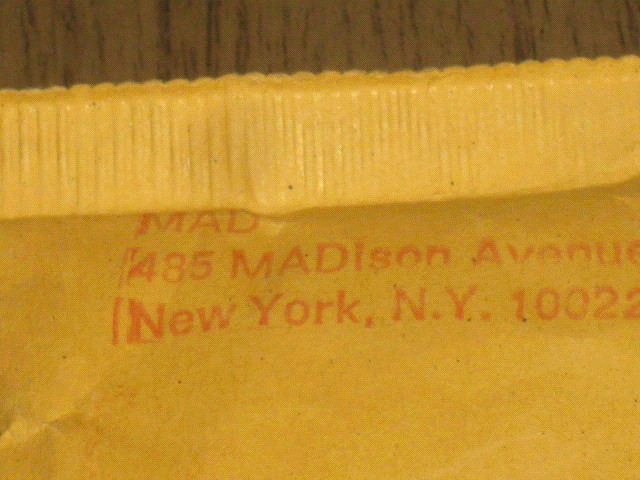 MAD
485 MADison Avenue
New York, N.Y. 10022